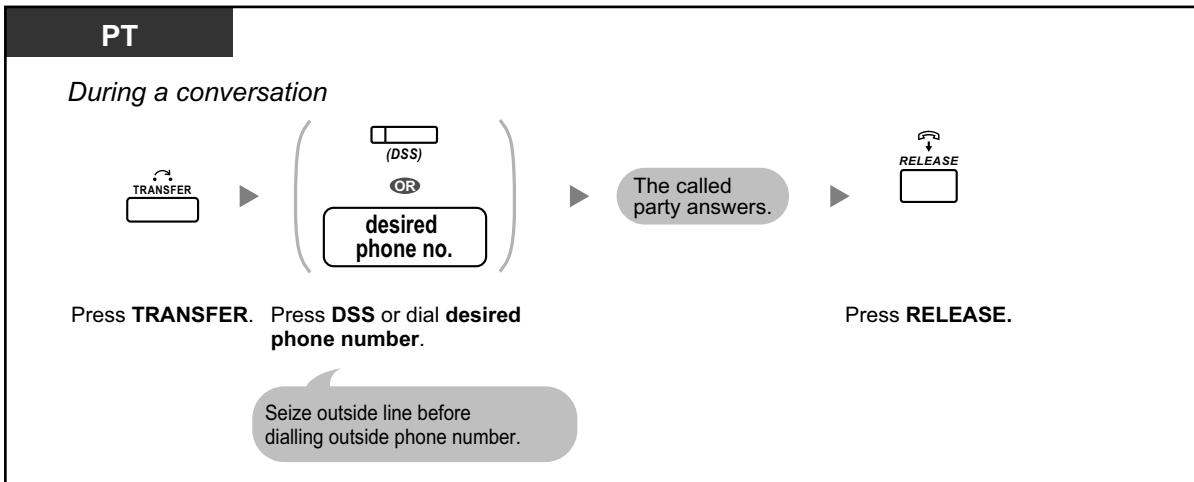 PT
During a conversation
TRANSFER
(DSS)
OR
desired
phone no.
The called
party answers.
RELEASE
Press TRANSFER.
Press DSS or dial desired
phone number.
Press RELEASE.
Seize outside line before
dialling outside phone number.